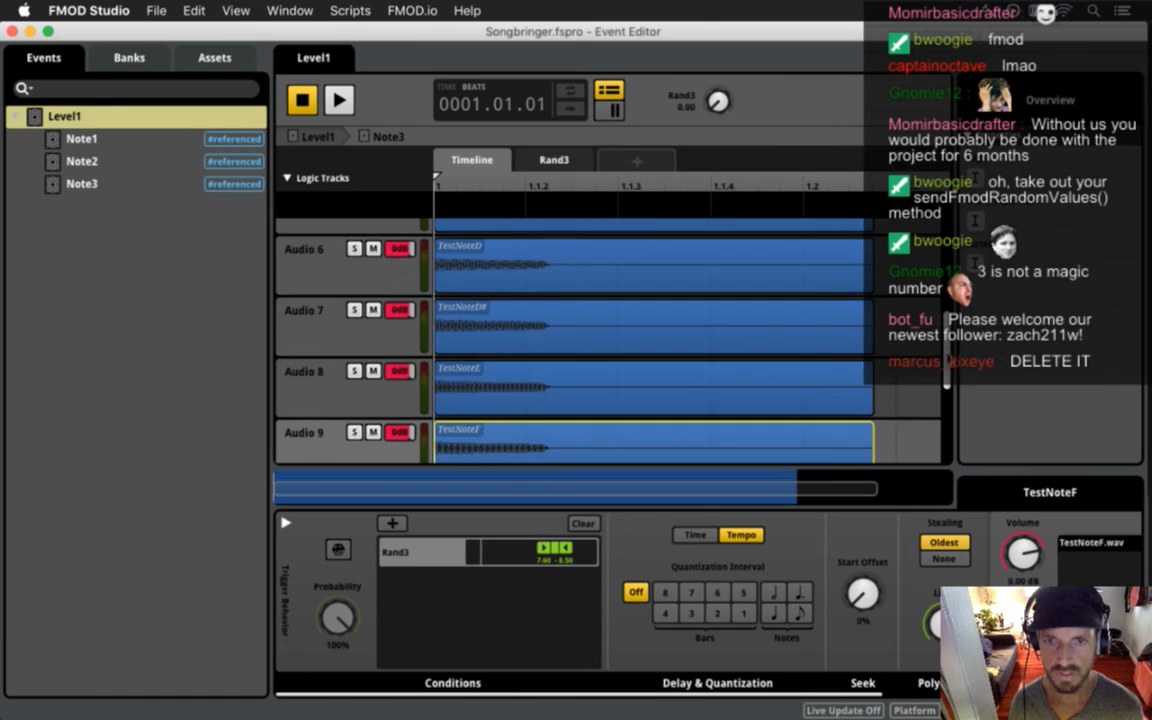 FMOD Studio File Edit View Window Scripts FMOD.io Help
Songbringer.fspro - Event Editor
Events Banks Assets
Level1
Note1 #referenced
Note2 #referenced
Note3 #referenced
Level1
TIME BEATS
0001.01.01
Rand3
0.00
Level1 Note3
Timeline Rand3 +
Logic Tracks
1 1.1.2 1.1.3 1.1.4 1.2
Audio 6 S M 0dB TestNoteD
Audio 7 S M 0dB TestNoteD#
Audio 8 S M 0dB TestNoteE
Audio 9 S M 0dB TestNoteF
Overview
Momirbasicdrafter
bwoogie fmod
captainoctave : lmao
Gnomie12 :
Momirbasicdrafter : Without us you
would probably be done with the
project for 6 months
bwoogie : oh, take out your
sendFmodRandomValues()
method
bwoogie :
Gnomie12 : 3 is not a magic
number
bot_fu : Please welcome our
newest follower: zach211w!
marcus_kixeye : DELETE IT
TestNoteF
Trigger Behavior
Probability
100%
+ Clear
Rand3
7.60 - 8.50
Conditions
Time Tempo
Quantization Interval
Off 8 7 6 5
4 3 2 1
Bars Notes
Delay & Quantization
Start Offset
0%
Seek
Stealing
Oldest
None
Poly
Volume
0.00 dB
TestNoteF.wav
Live Update Off Platform